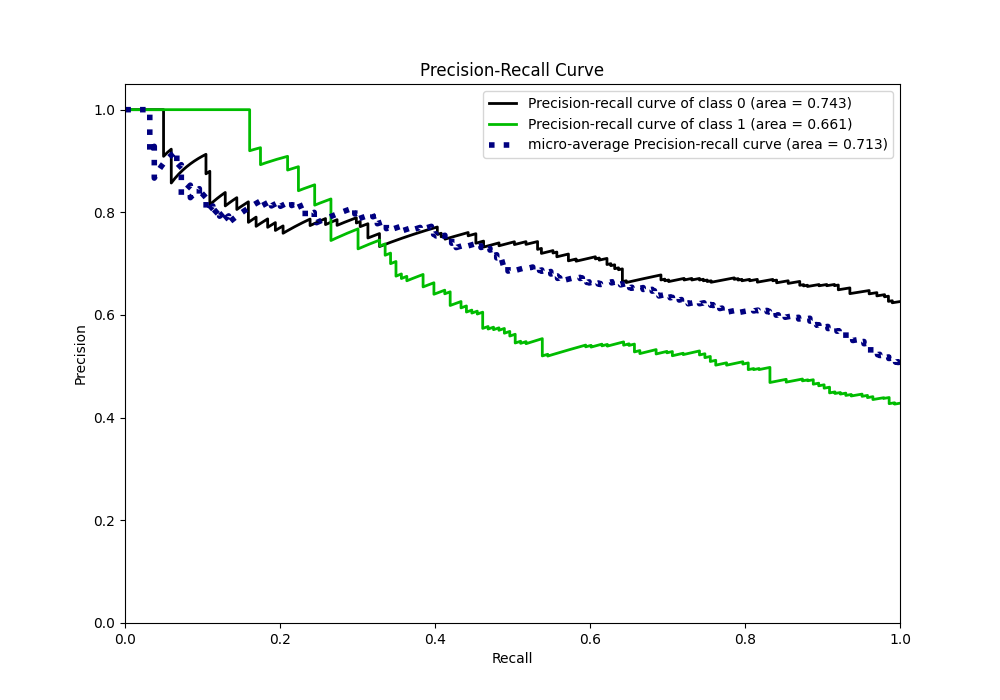 Precision-Recall Curve
Precision-recall curve of class 0 (area = 0.743)
Precision-recall curve of class 1 (area = 0.661)
micro-average Precision-recall curve (area = 0.713)
1.0
0.8
0.6
0.4
0.2
0.0
Precision
0.0 0.2 0.4 0.6 0.8 1.0
Recall